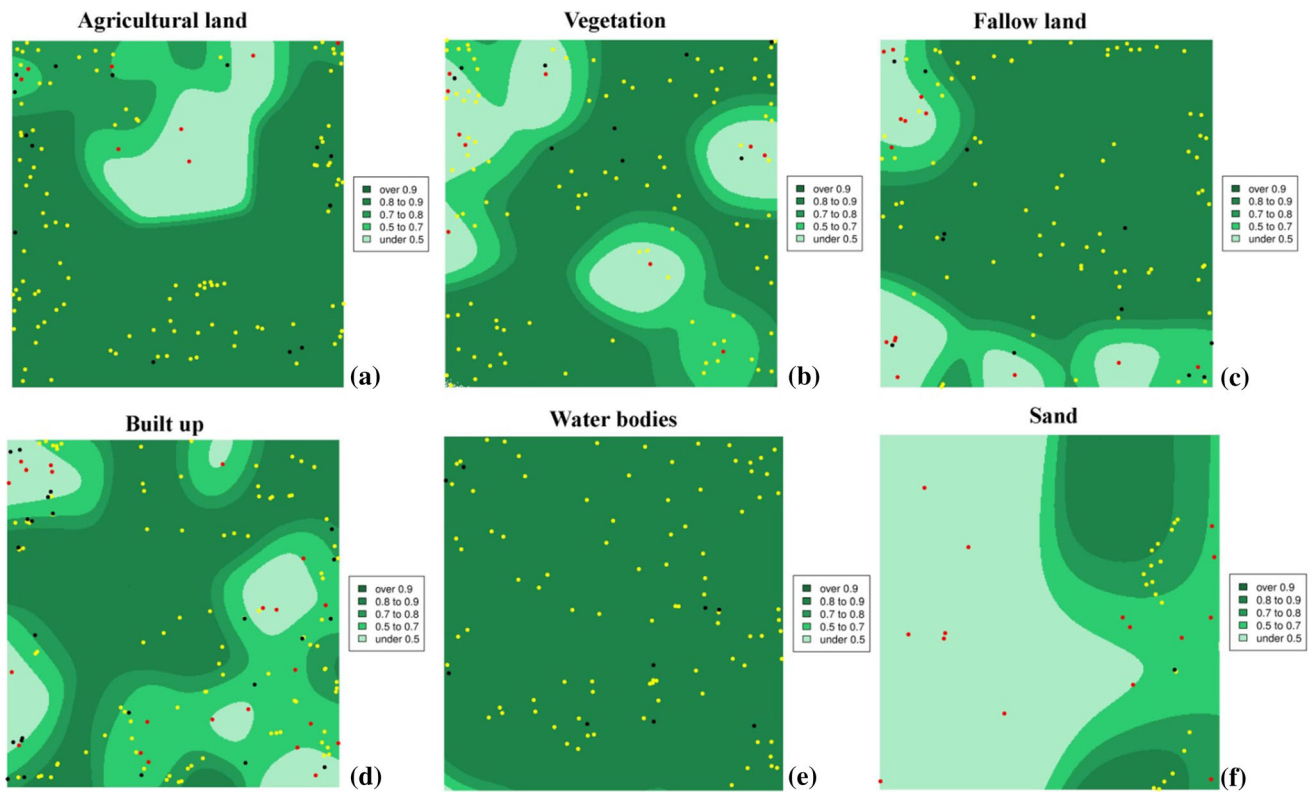 Agricultural land
Vegetation
Fallow land
over 0.9
0.8 to 0.9
0.7 to 0.8
0.5 to 0.7
under 0.5
(a)
over 0.9
0.8 to 0.9
0.7 to 0.8
0.5 to 0.7
under 0.5
(b)
over 0.9
0.8 to 0.9
0.7 to 0.8
0.5 to 0.7
under 0.5
(c)
Built up
Water bodies
Sand
over 0.9
0.8 to 0.9
0.7 to 0.8
0.5 to 0.7
under 0.5
(d)
over 0.9
0.8 to 0.9
0.7 to 0.8
0.5 to 0.7
under 0.5
(e)
over 0.9
0.8 to 0.9
0.7 to 0.8
0.5 to 0.7
under 0.5
(f)